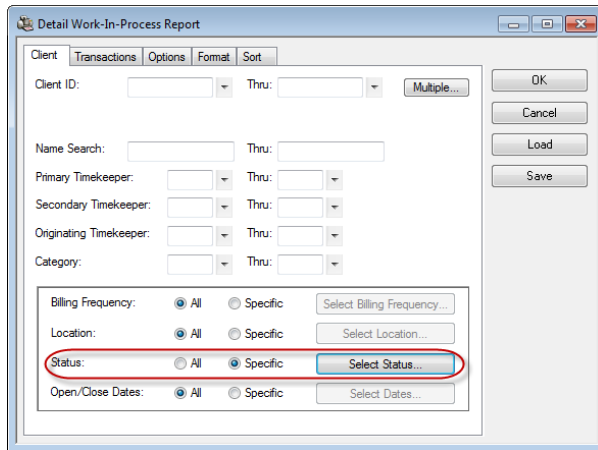 Detail Work-In-Process Report
Client Transactions Options Format Sort
Client ID: Thru: Multiple... OK
Cancel
Name Search: Thru: Load
Primary Timekeeper: Thru: Save
Secondary Timekeeper: Thru:
Originating Timekeeper: Thru:
Category: Thru:
Billing Frequency: All Specific Select Billing Frequency...
Location: All Specific Select Location...
Status: All Specific Select Status...
Open/Close Dates: All Specific Select Dates...